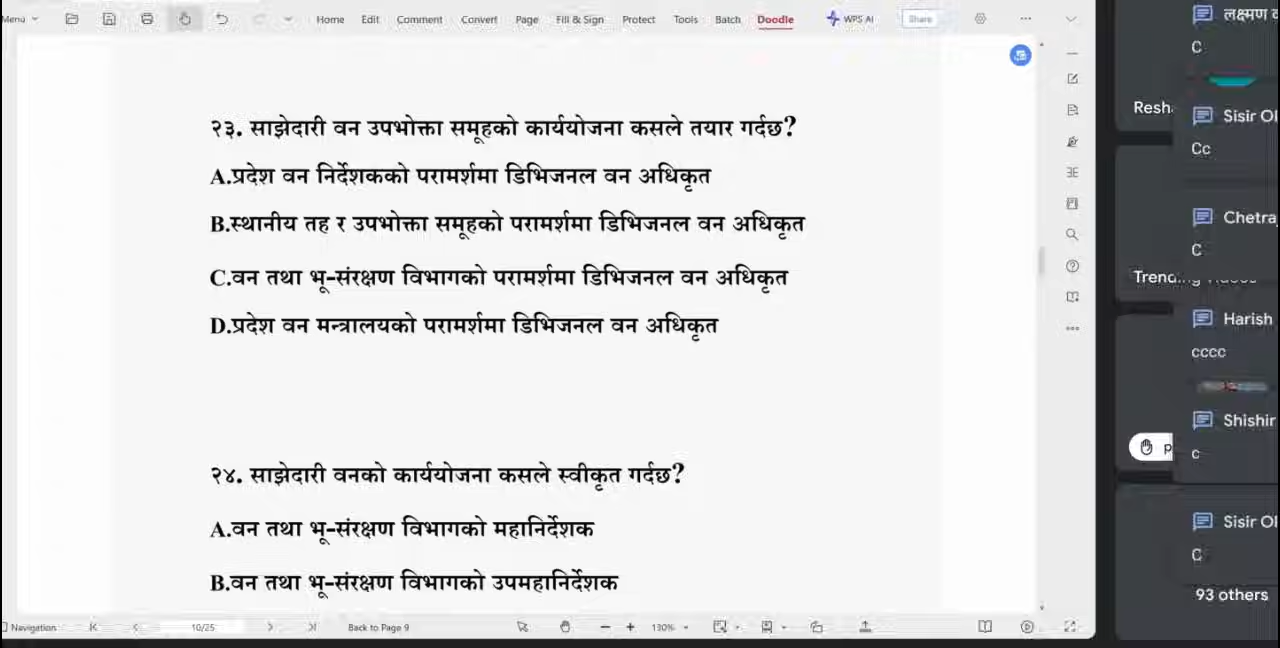 Menu
Home Edit Comment Convert Page Fill & Sign Protect Tools Batch Doodle WPS AI Share
२३. साझेदारी वन उपभोक्ता समूहको कार्ययोजना कसले तयार गर्दछ?
A.प्रदेश वन निर्देशकको परामर्शमा डिभिजनल वन अधिकृत
B.स्थानीय तह र उपभोक्ता समूहको परामर्शमा डिभिजनल वन अधिकृत
C.वन तथा भू-संरक्षण विभागको परामर्शमा डिभिजनल वन अधिकृत
D.प्रदेश वन मन्त्रालयको परामर्शमा डिभिजनल वन अधिकृत
२४. साझेदारी वनको कार्ययोजना कसले स्वीकृत गर्दछ?
A.वन तथा भू-संरक्षण विभागको महानिर्देशक
B.वन तथा भू-संरक्षण विभागको उपमहानिर्देशक
Navigation 10/25 Back to Page 9 130%
लक्ष्मण
C
Resh
Sisir Ol
Cc
Chetra
C
Harish
cccc
Shishir
c
p
Sisir Ol
C
93 others